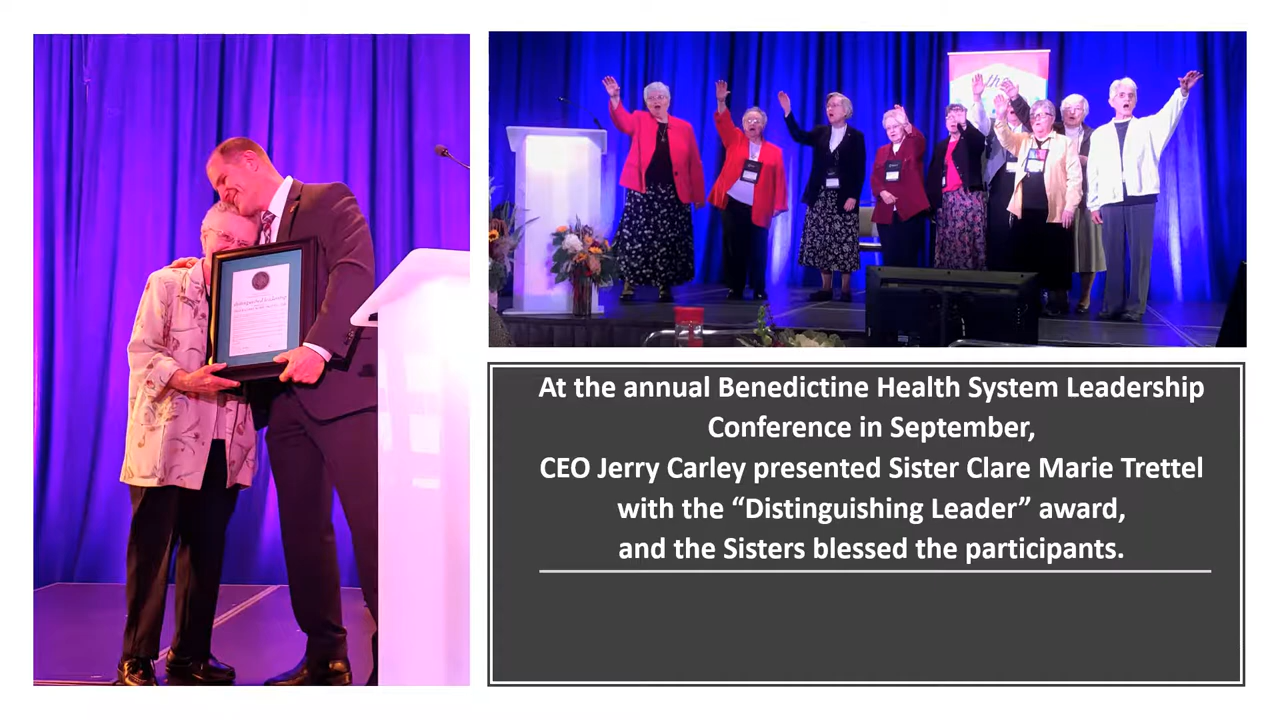 At the annual Benedictine Health System Leadership
Conference in September,
CEO Jerry Carley presented Sister Clare Marie Trettel
with the “Distinguishing Leader” award,
and the Sisters blessed the participants.